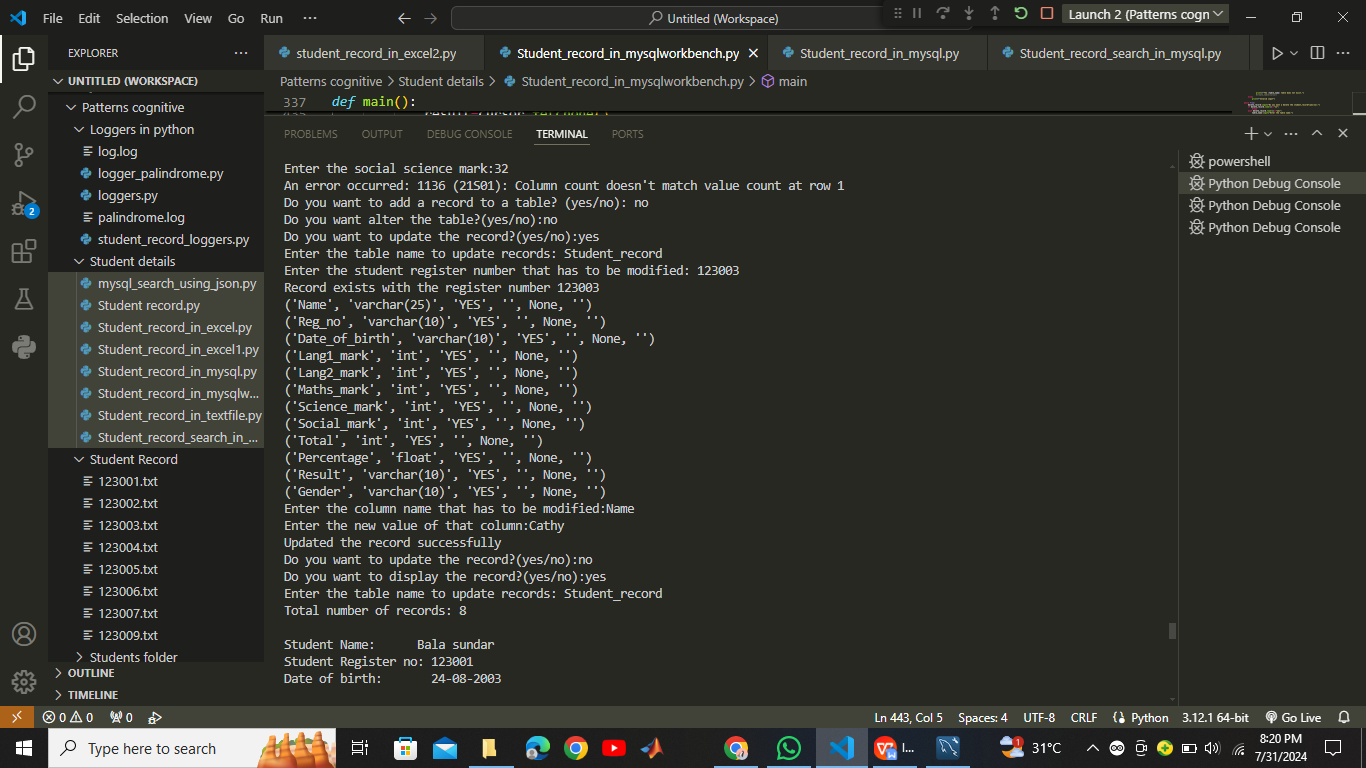 File Edit Selection View Go Run ··· Untitled (Workspace) Launch 2 (Patterns cogn
EXPLORER ···
UNTITLED (WORKSPACE)
Patterns cognitive
Loggers in python
log.log
logger_palindrome.py
loggers.py
palindrome.log
student_record_loggers.py
Student details
mysql_search_using_json.py
Student record.py
Student_record_in_excel.py
Student_record_in_excel1.py
Student_record_in_mysql.py
Student_record_in_mysqlw...
Student_record_in_textfile.py
Student_record_search_in_...
Student Record
123001.txt
123002.txt
123003.txt
123004.txt
123005.txt
123006.txt
123007.txt
123009.txt
Students folder
OUTLINE
TIMELINE
2
student_record_in_excel2.py Student_record_in_mysqlworkbench.py Student_record_in_mysql.py Student_record_search_in_mysql.py
Patterns cognitive > Student details > Student_record_in_mysqlworkbench.py > main
337 def main():
PROBLEMS OUTPUT DEBUG CONSOLE TERMINAL PORTS
Enter the social science mark:32
An error occurred: 1136 (21S01): Column count doesn't match value count at row 1
Do you want to add a record to a table? (yes/no): no
Do you want alter the table?(yes/no):no
Do you want to update the record?(yes/no):yes
Enter the table name to update records: Student_record
Enter the student register number that has to be modified: 123003
Record exists with the register number 123003
('Name', 'varchar(25)', 'YES', '', None, '')
('Reg_no', 'varchar(10)', 'YES', '', None, '')
('Date_of_birth', 'varchar(10)', 'YES', '', None, '')
('Lang1_mark', 'int', 'YES', '', None, '')
('Lang2_mark', 'int', 'YES', '', None, '')
('Maths_mark', 'int', 'YES', '', None, '')
('Science_mark', 'int', 'YES', '', None, '')
('Social_mark', 'int', 'YES', '', None, '')
('Total', 'int', 'YES', '', None, '')
('Percentage', 'float', 'YES', '', None, '')
('Result', 'varchar(10)', 'YES', '', None, '')
('Gender', 'varchar(10)', 'YES', '', None, '')
Enter the column name that has to be modified:Name
Enter the new value of that column:Cathy
Updated the record successfully
Do you want to update the record?(yes/no):no
Do you want to display the record?(yes/no):yes
Enter the table name to update records: Student_record
Total number of records: 8
Student Name: Bala sundar
Student Register no: 123001
Date of birth: 24-08-2003
powershell
Python Debug Console
Python Debug Console
Python Debug Console
0 0 0 Ln 443, Col 5 Spaces: 4 UTF-8 CRLF Python 3.12.1 64-bit Go Live
Type here to search
1 31°C 8:20 PM
7/31/2024